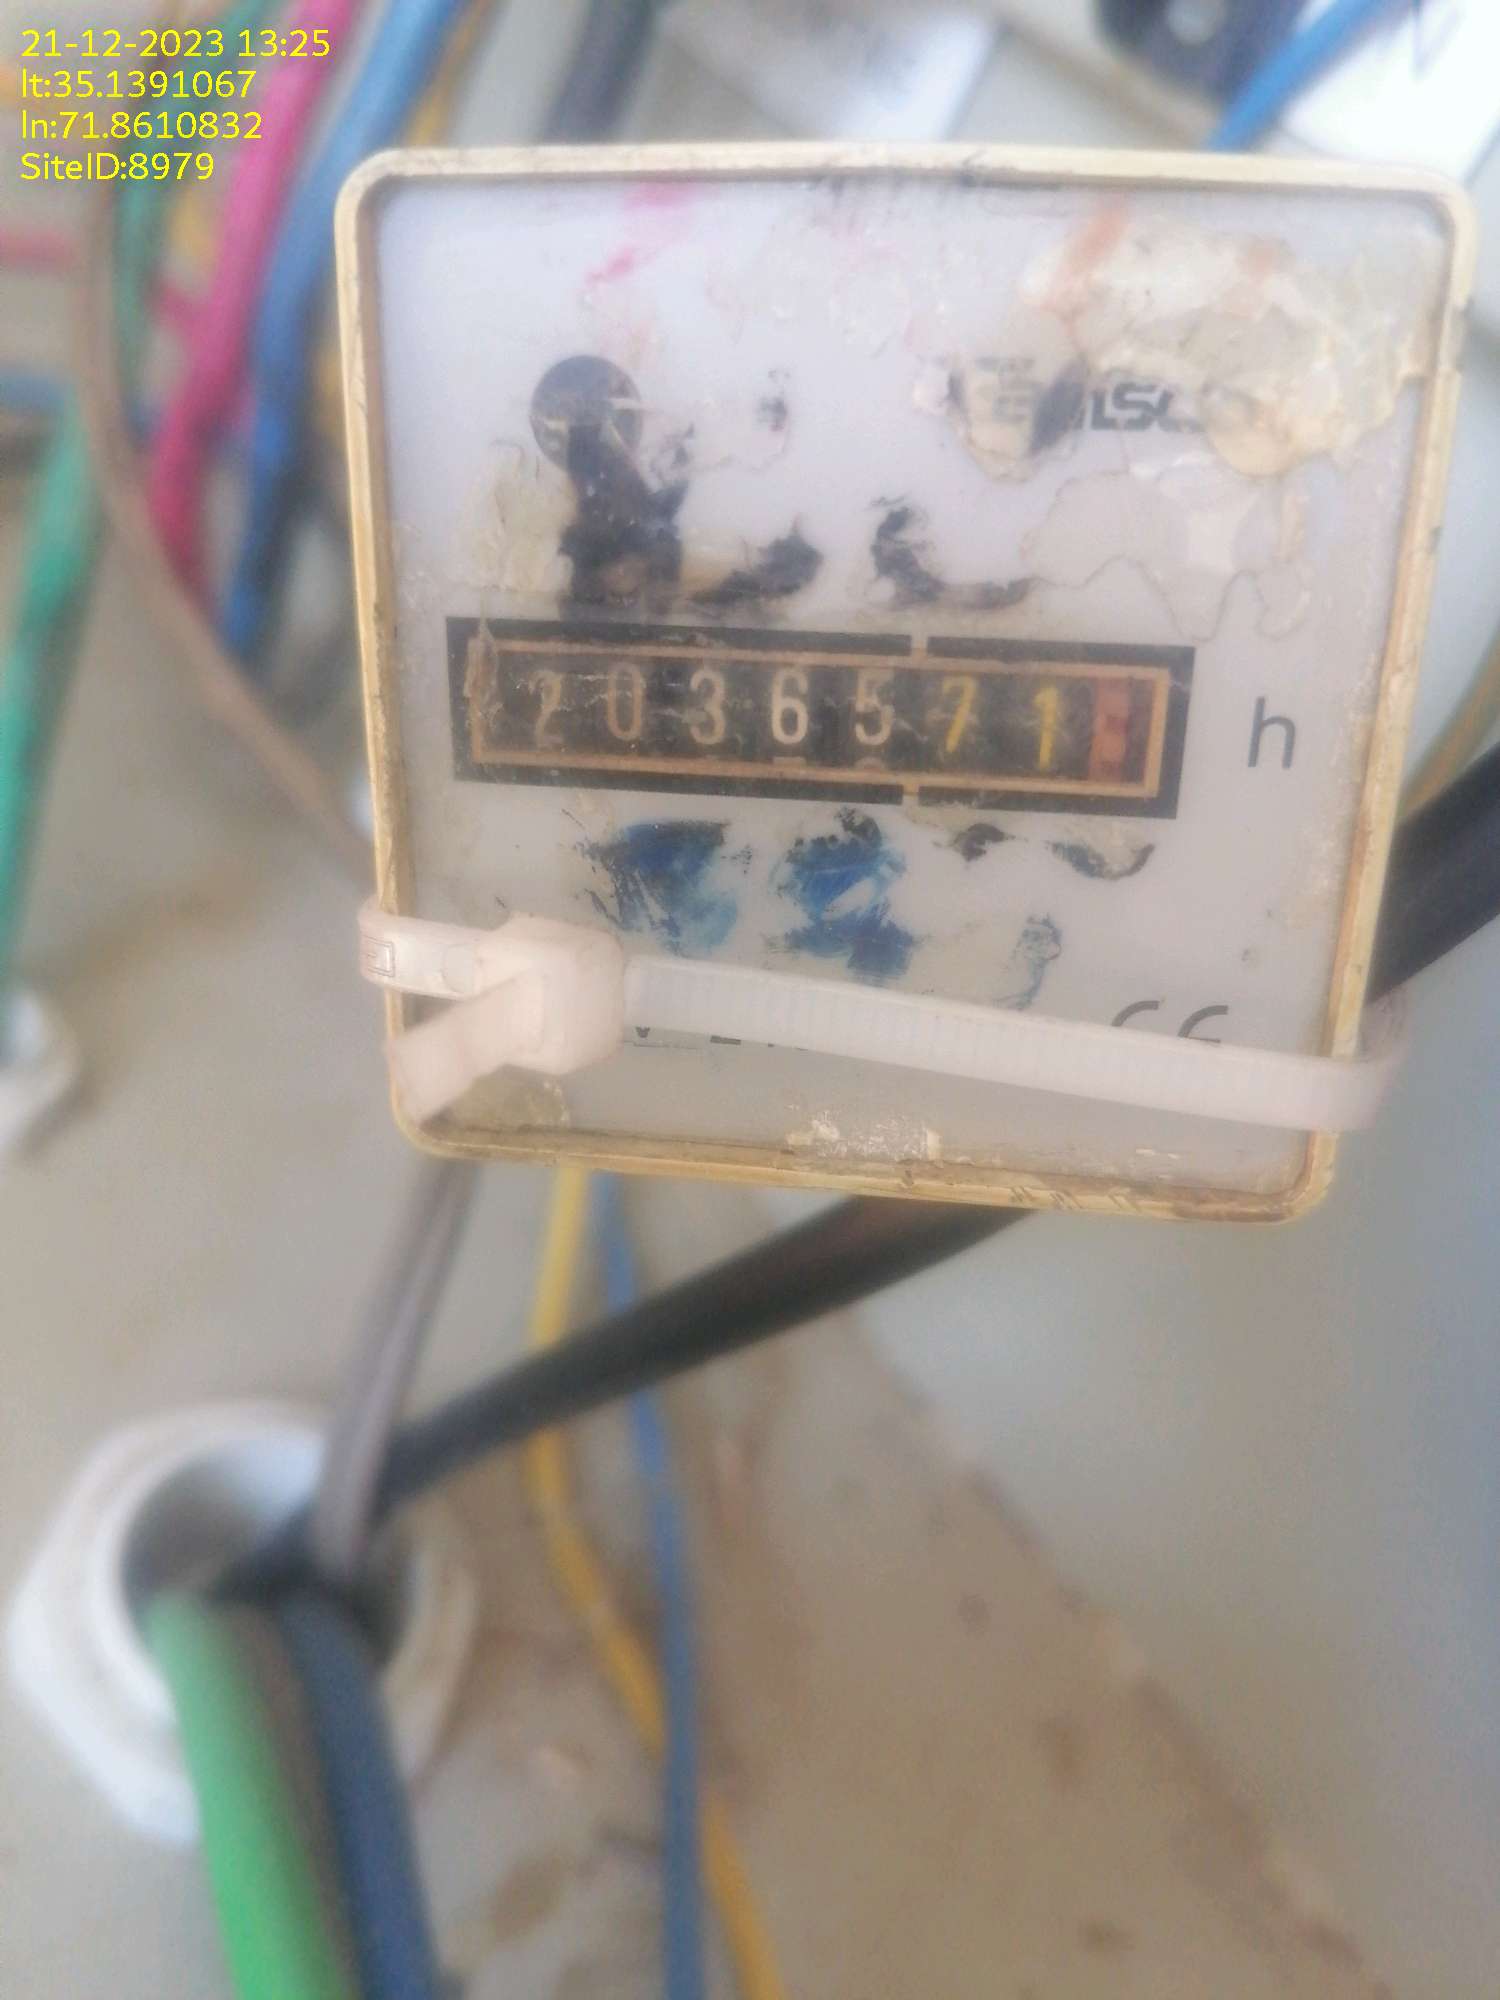 21-12-2023 13:25
lt:35.1391067
ln:71.8610832
SiteID:8979
2036571
h
CE